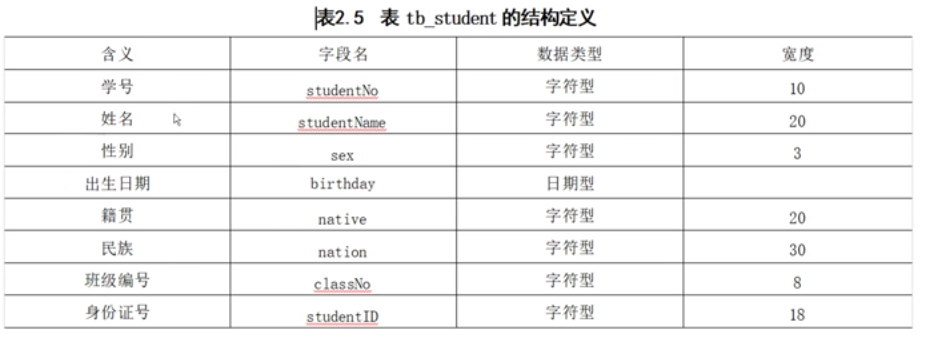 表2.5 表 tb_student 的结构定义
含义 字段名 数据类型 宽度
学号 studentNo 字符型 10
姓名 studentName 字符型 20
性别 sex 字符型 3
出生日期 birthday 日期型
籍贯 native 字符型 20
民族 nation 字符型 30
班级编号 classNo 字符型 8
身份证号 studentID 字符型 18